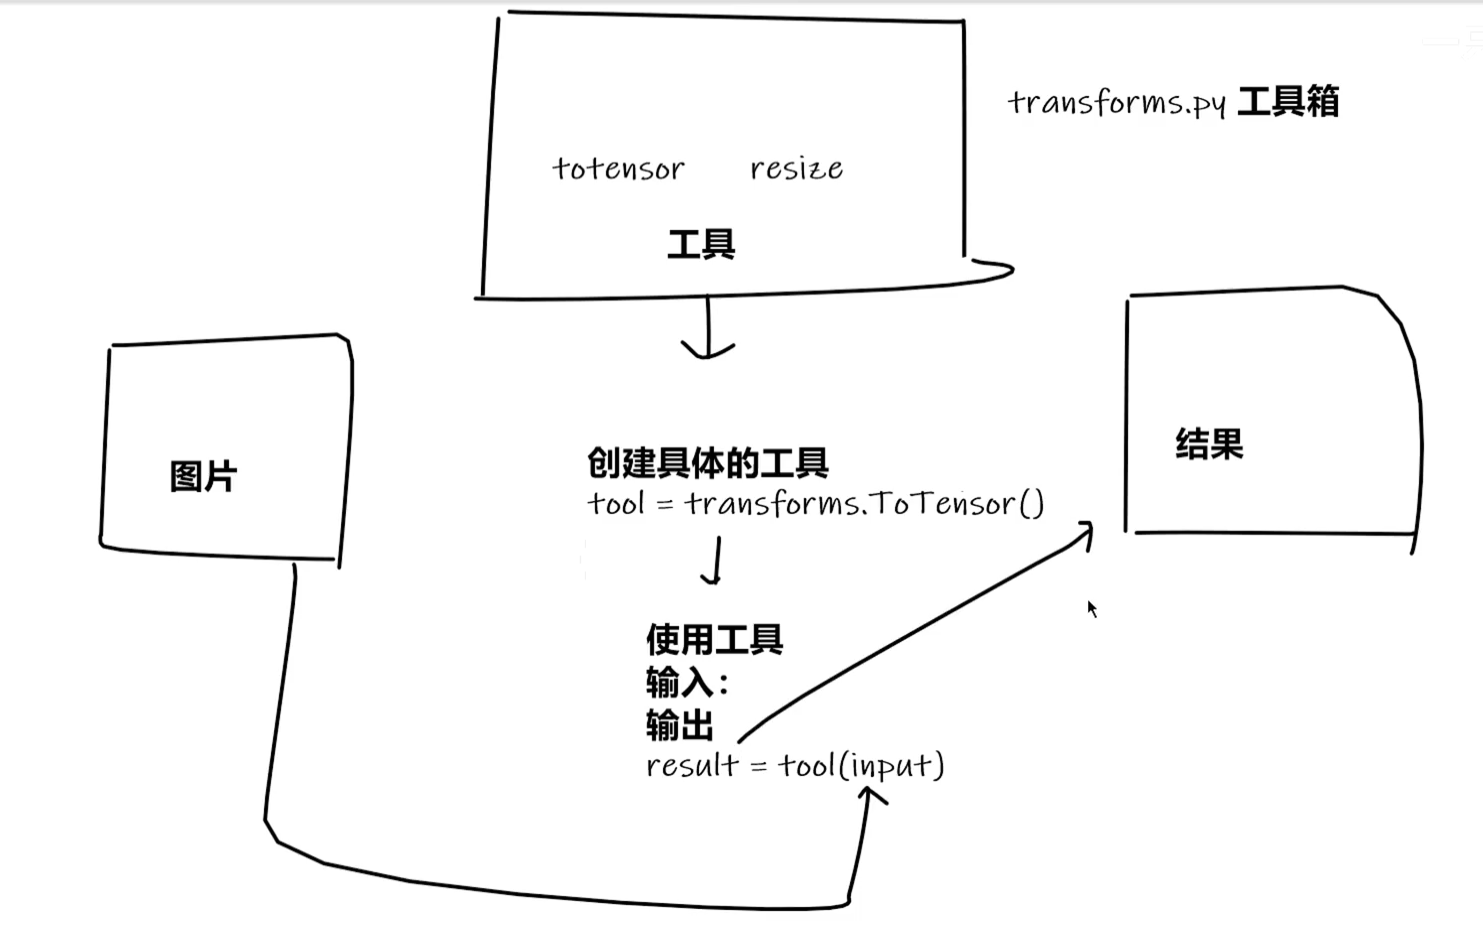 transforms.py 工具箱
totensor resize
工具
图片
创建具体的工具
tool = transforms.ToTensor()
结果
使用工具
输入：
输出
result = tool(input)